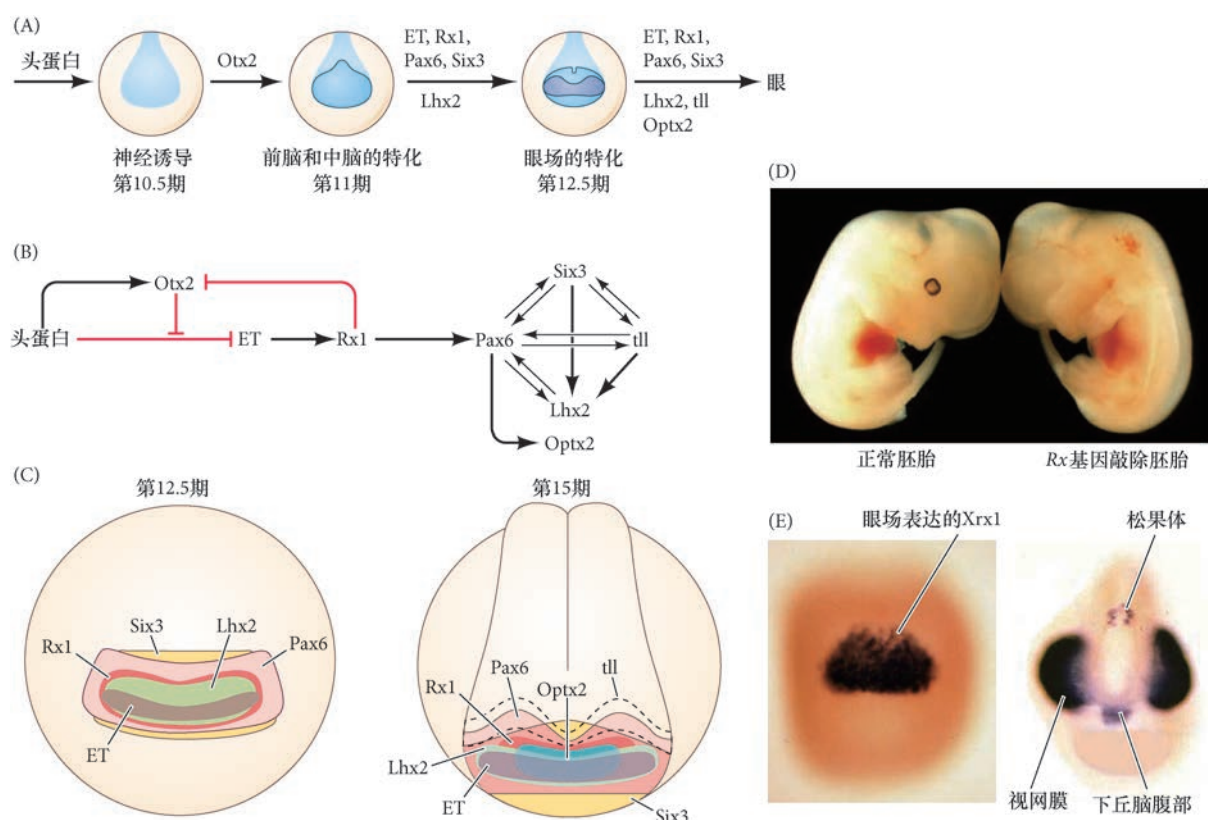 (A)
头蛋白
Otx2
ET, Rx1,
Pax6, Six3
Lhx2
ET, Rx1,
Pax6, Six3
Lhx2, tll
Optx2
眼
神经诱导
第10.5期
前脑和中脑的特化
第11期
眼场的特化
第12.5期
(B)
Otx2
头蛋白
ET
Rx1
Pax6
Six3
tll
Lhx2
Optx2
(C)
第12.5期
Six3
Lhx2
Rx1
Pax6
ET
第15期
Pax6
tll
Optx2
Rx1
Lhx2
ET
Six3
(D)
正常胚胎
Rx基因敲除胚胎
(E)
眼场表达的Xrx1
松果体
视网膜
下丘脑腹部